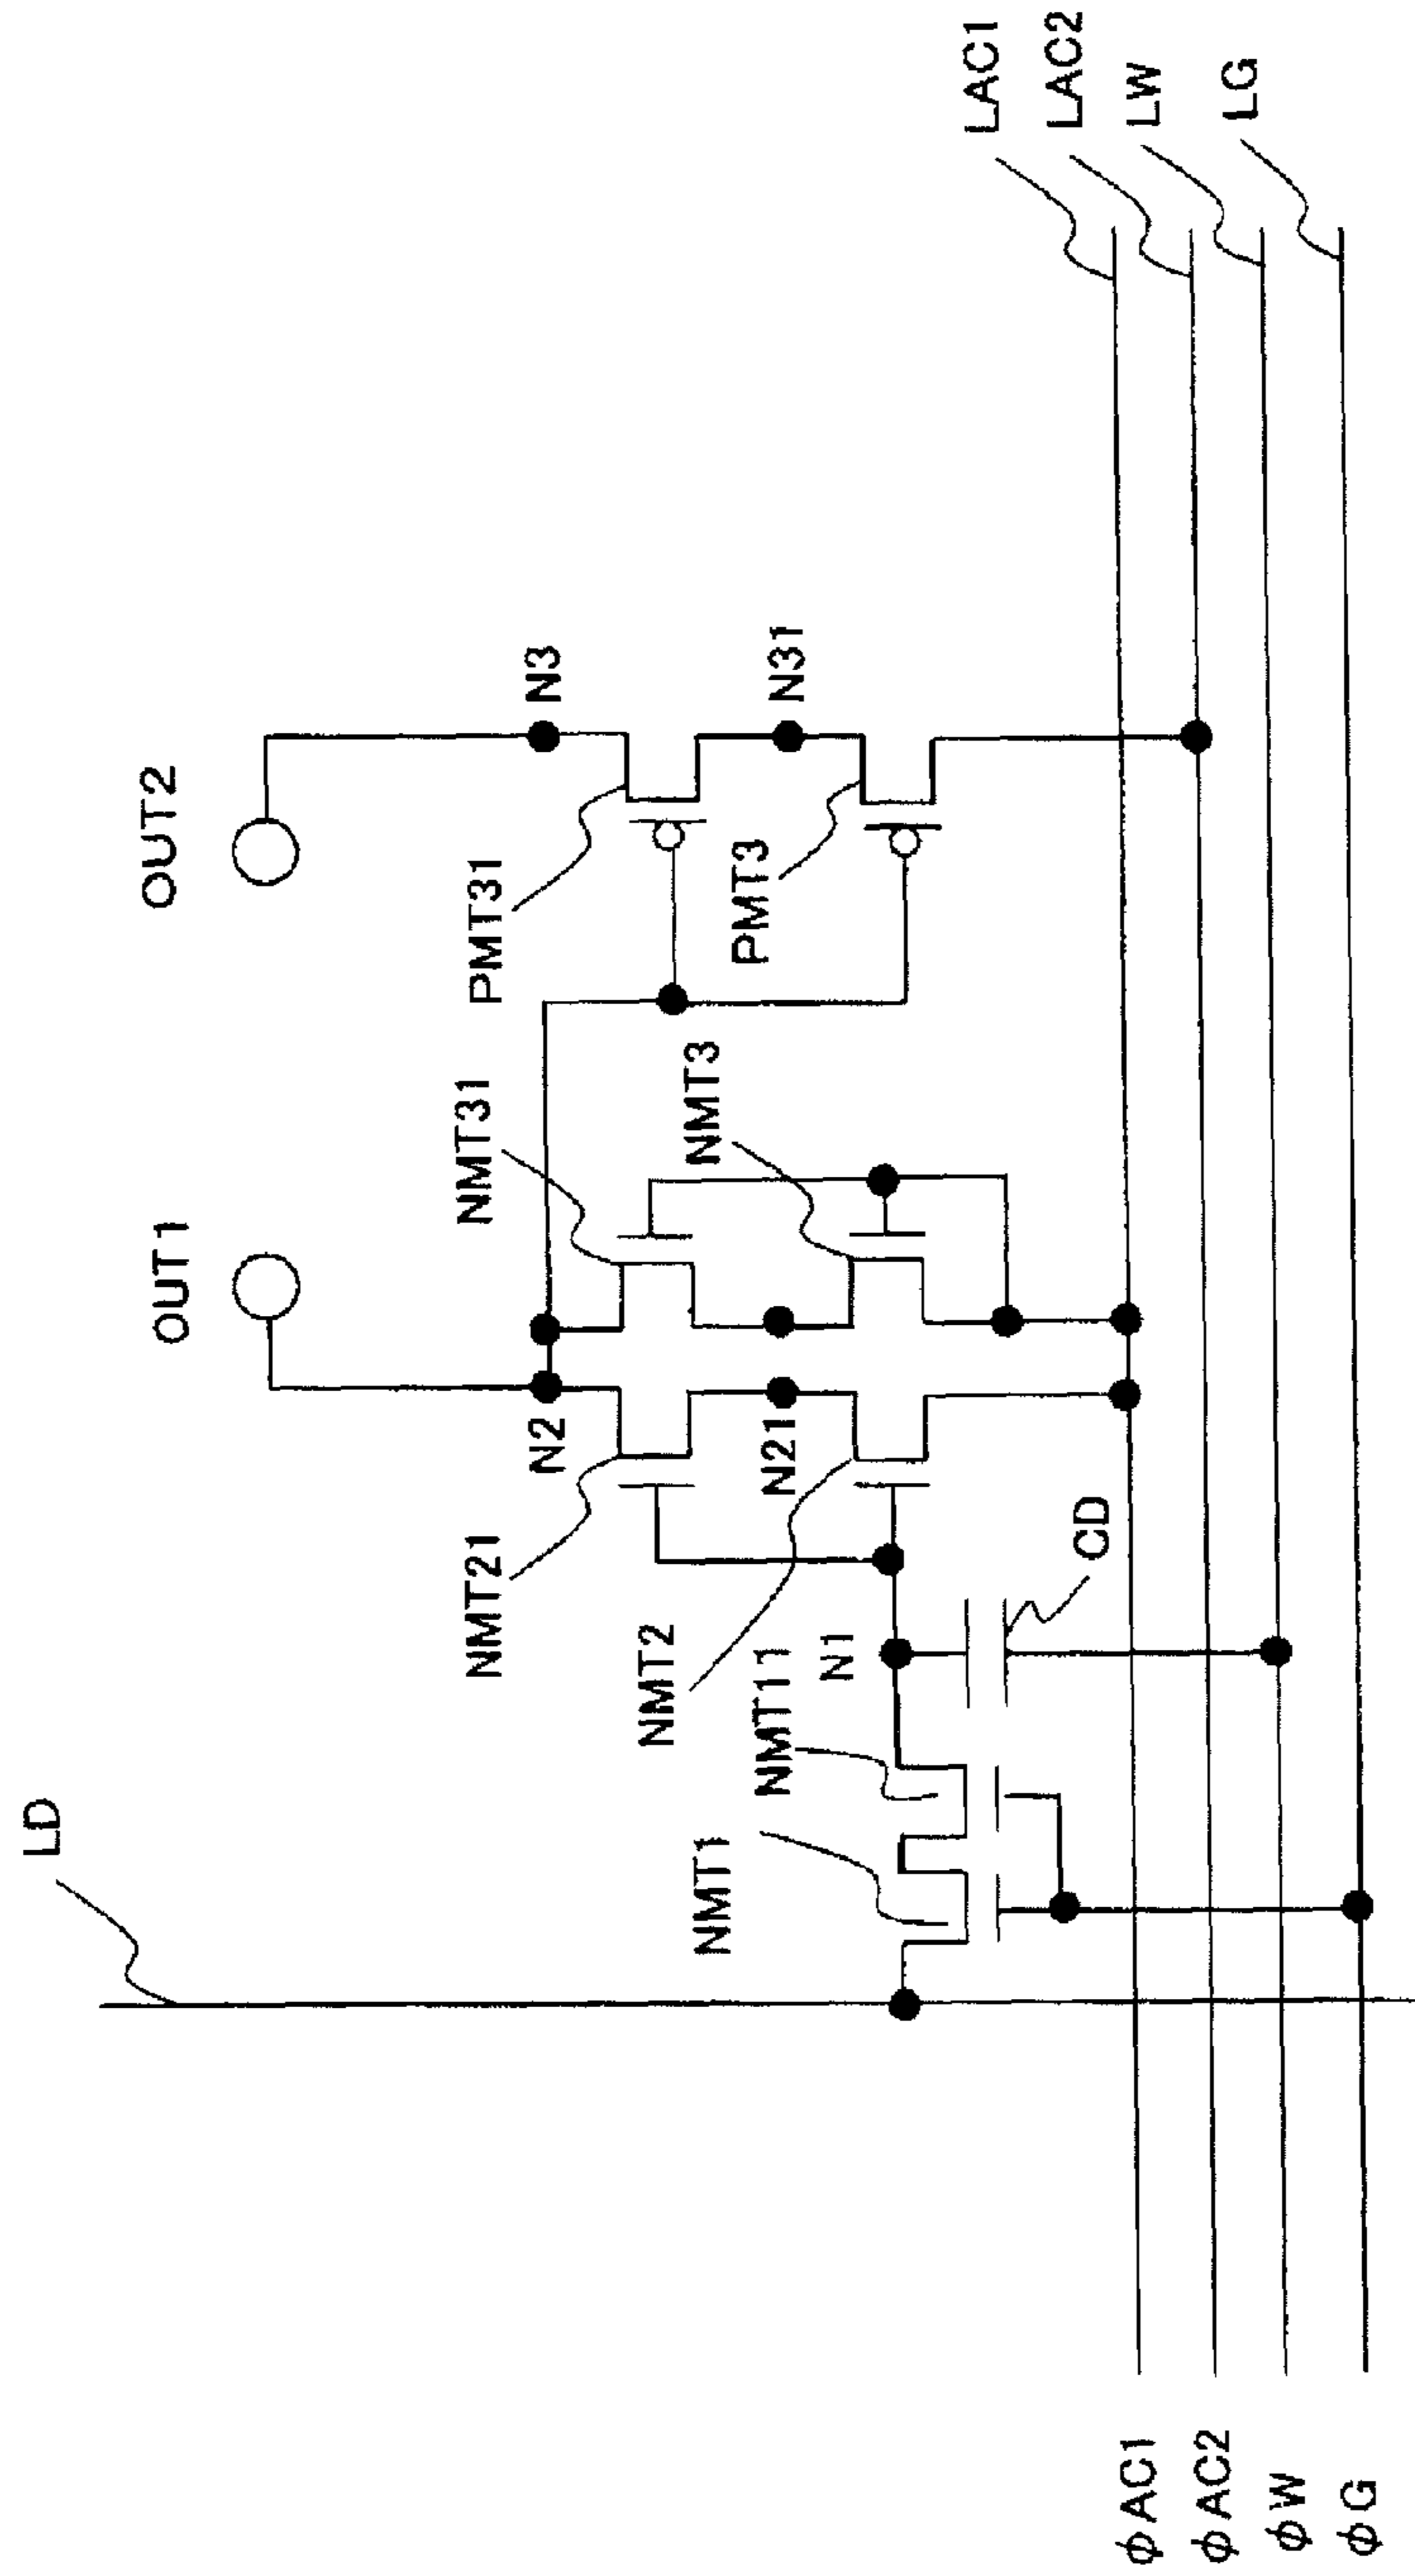 LD
OUT1
OUT2
N2
N3
NMT21
NMT31
PMT31
N21
N31
NMT2
NMT3
PMT3
NMT1
NMT11
N1
CD
LAC1
LAC2
LW
LG
φAC1
φAC2
φW
φG